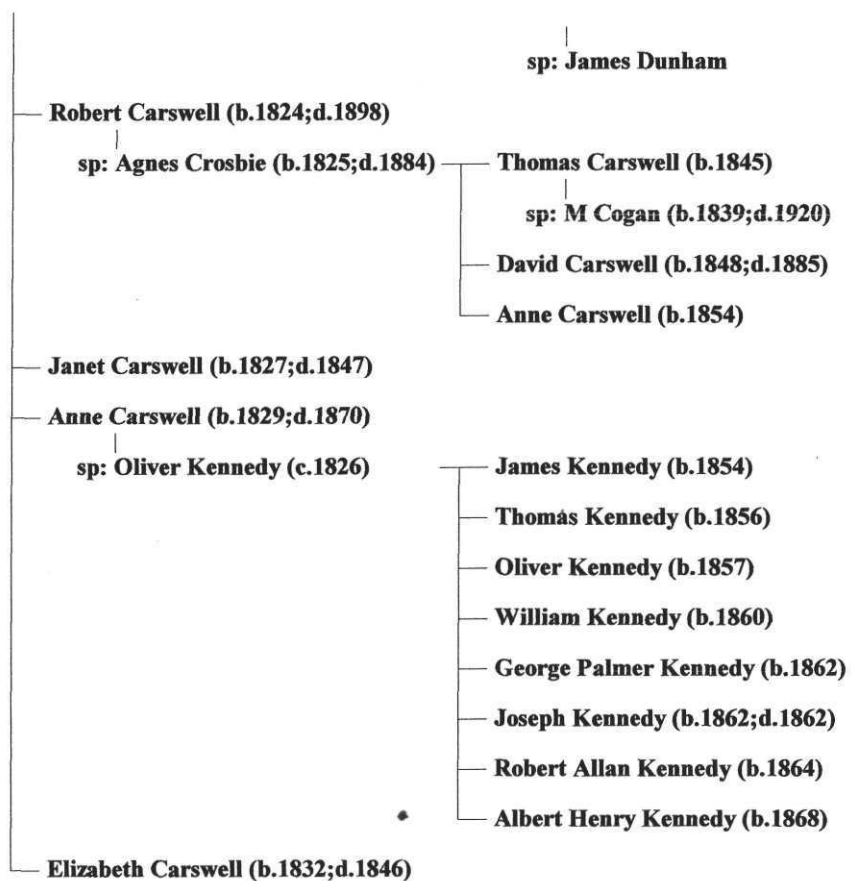 sp: James Dunham
Robert Carswell (b.1824;d.1898)
sp: Agnes Crosbie (b.1825;d.1884)
Thomas Carswell (b.1845)
sp: M Cogan (b.1839;d.1920)
David Carswell (b.1848;d.1885)
Anne Carswell (b.1854)
Janet Carswell (b.1827;d.1847)
Anne Carswell (b.1829;d.1870)
sp: Oliver Kennedy (c.1826)
James Kennedy (b.1854)
Thomas Kennedy (b.1856)
Oliver Kennedy (b.1857)
William Kennedy (b.1860)
George Palmer Kennedy (b.1862)
Joseph Kennedy (b.1862;d.1862)
Robert Allan Kennedy (b.1864)
Albert Henry Kennedy (b.1868)
Elizabeth Carswell (b.1832;d.1846)